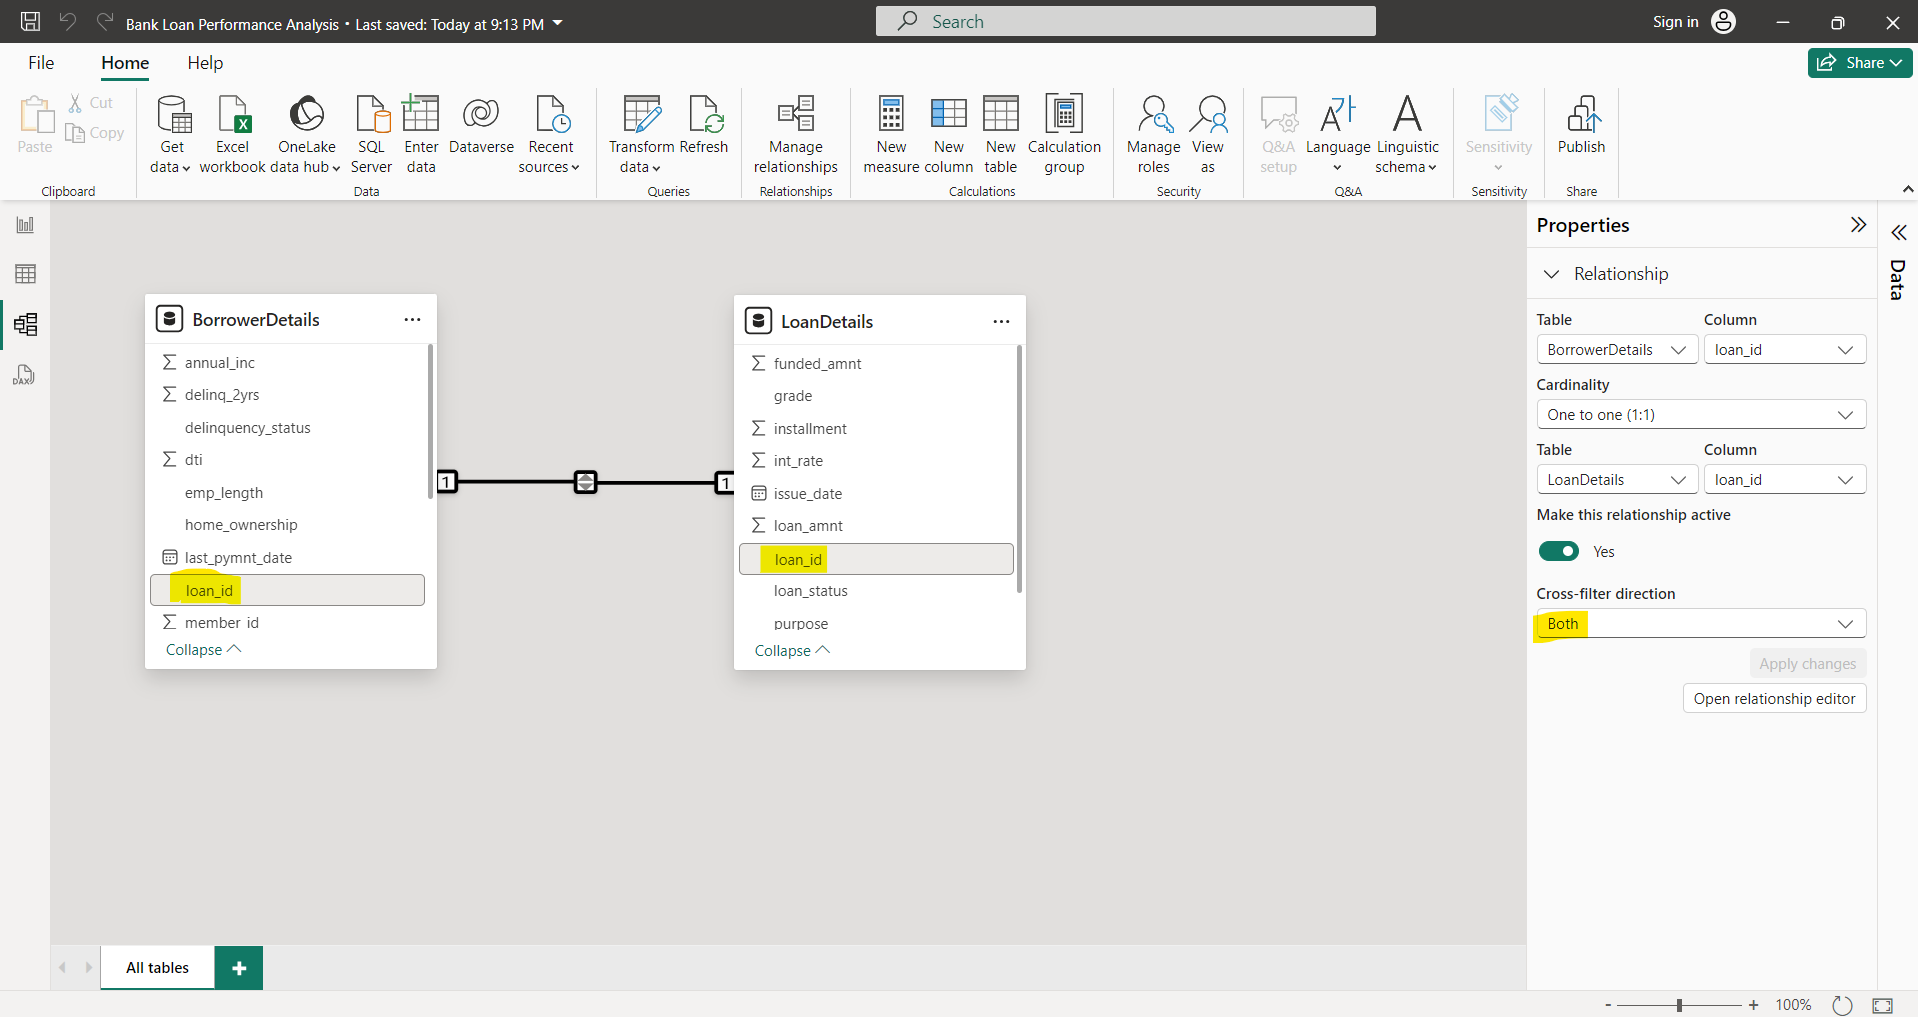 Bank Loan Performance Analysis • Last saved: Today at 9:13 PM
Search
Sign in
File
Home
Help
Share
Paste
Cut
Copy
Clipboard
Get data
Excel workbook
OneLake data hub
SQL Server
Enter data
Dataverse
Recent sources
Data
Transform data
Refresh
Queries
Manage relationships
Relationships
New measure
New column
New table
Calculation group
Calculations
Manage roles
View as
Security
Q&A setup
Language
Linguistic schema
Q&A
Sensitivity
Sensitivity
Publish
Share
DAX
BorrowerDetails
annual_inc
delinq_2yrs
delinquency_status
dti
emp_length
home_ownership
last_pymnt_date
loan_id
member_id
Collapse
1
1
LoanDetails
funded_amnt
grade
installment
int_rate
issue_date
loan_amnt
loan_id
loan_status
purpose
Collapse
Properties
Relationship
Table
Column
BorrowerDetails
loan_id
Cardinality
One to one (1:1)
Table
Column
LoanDetails
loan_id
Make this relationship active
Yes
Cross-filter direction
Both
Apply changes
Open relationship editor
Data
All tables
+
- + 100%